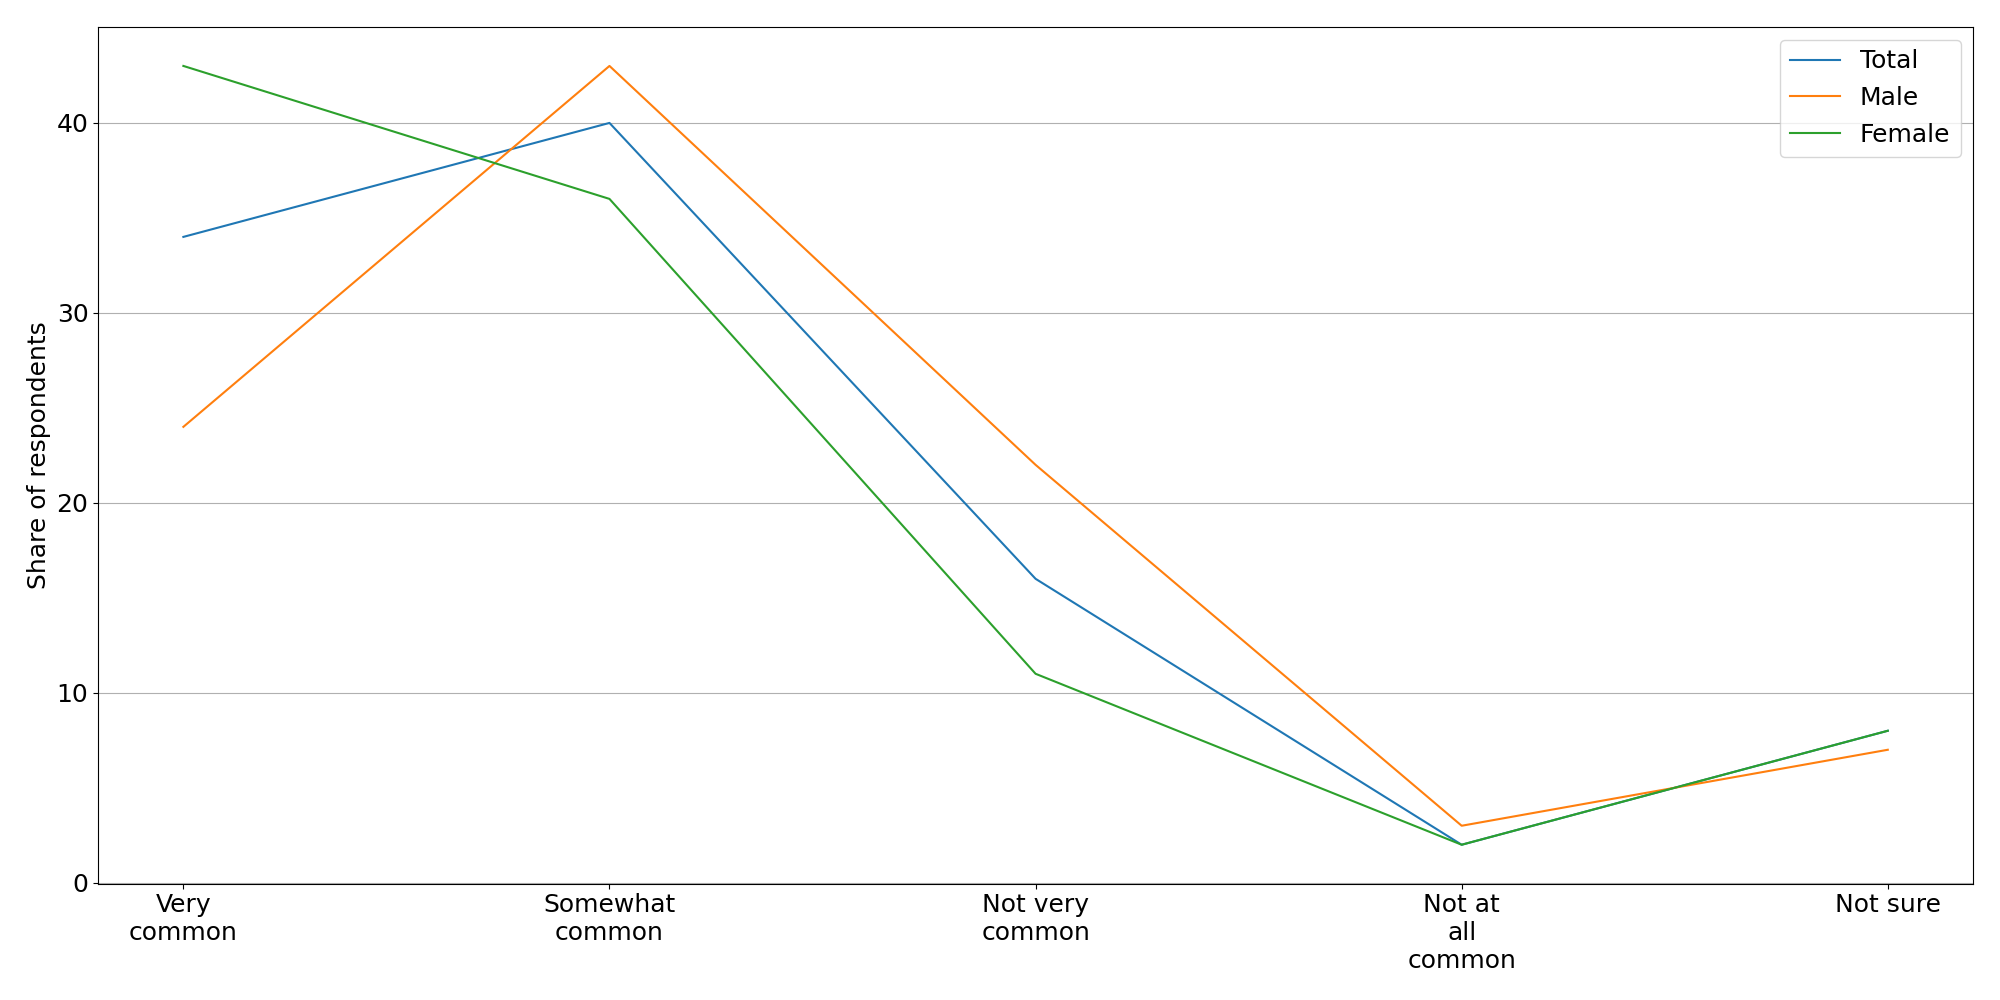 Total
Male
Female
Share of respondents
40
30
20
10
0
Very
common
Somewhat
common
Not very
common
Not at
all
common
Not sure